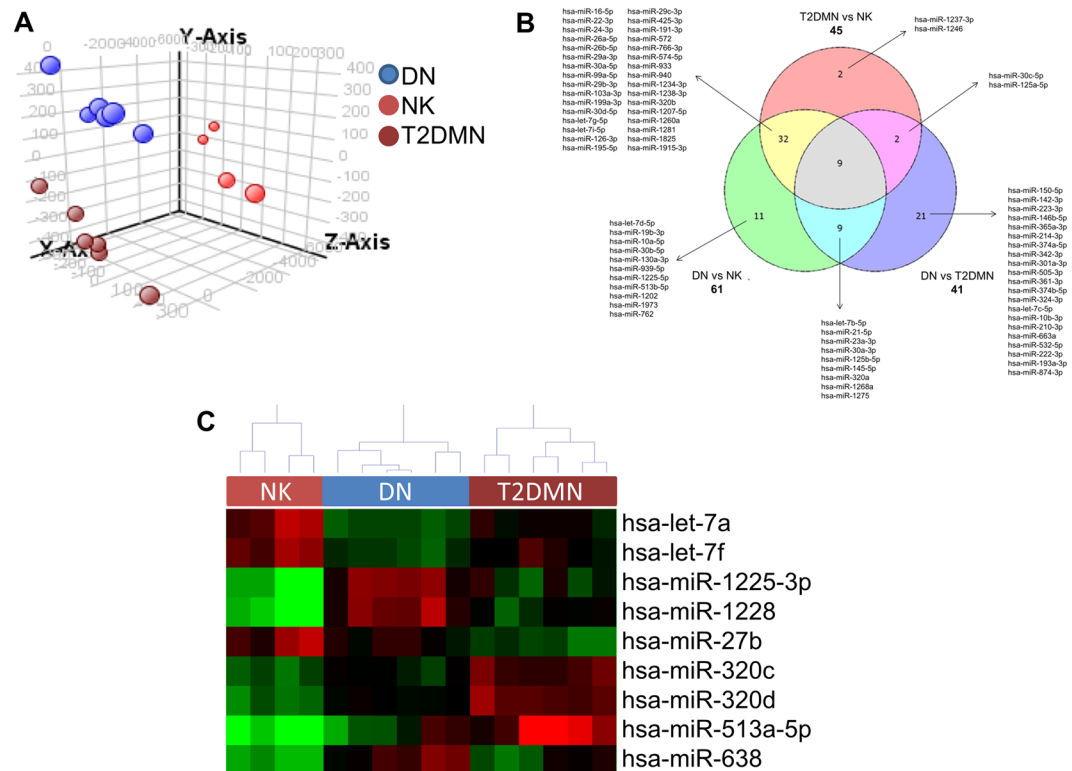 A
Y-Axis
X-Ax
Z-Axis
DN
NK
T2DMN
B
T2DMN vs NK
45
hsa-miR-16-5p
hsa-miR-22-3p
hsa-miR-24-3p
hsa-miR-26a-5p
hsa-miR-26b-5p
hsa-miR-29a-3p
hsa-miR-30a-5p
hsa-miR-99a-5p
hsa-miR-29b-3p
hsa-miR-103a-3p
hsa-miR-199a-3p
hsa-miR-30d-5p
hsa-let-7g-5p
hsa-let-7i-5p
hsa-miR-126-3p
hsa-miR-195-5p
hsa-miR-29c-3p
hsa-miR-425-3p
hsa-miR-191-3p
hsa-miR-572
hsa-miR-766-3p
hsa-miR-574-5p
hsa-miR-933
hsa-miR-940
hsa-miR-1234-3p
hsa-miR-1238-3p
hsa-miR-320b
hsa-miR-1207-5p
hsa-miR-1260a
hsa-miR-1281
hsa-miR-1825
hsa-miR-1915-3p
hsa-miR-1237-3p
hsa-miR-1246
hsa-miR-30c-5p
hsa-miR-125a-5p
2
32
2
9
11
9
21
hsa-let-7d-5p
hsa-miR-19b-3p
hsa-miR-10a-5p
hsa-miR-30b-5p
hsa-miR-130a-3p
hsa-miR-939-5p
hsa-miR-1225-5p
hsa-miR-513b-5p
hsa-miR-1202
hsa-miR-1973
hsa-miR-762
DN vs NK .
61
DN vs T2DMN
41
hsa-miR-150-5p
hsa-miR-142-3p
hsa-miR-223-3p
hsa-miR-146b-5p
hsa-miR-365a-3p
hsa-miR-214-3p
hsa-miR-374a-5p
hsa-miR-342-3p
hsa-miR-301a-3p
hsa-miR-505-3p
hsa-miR-361-3p
hsa-miR-374b-5p
hsa-miR-324-3p
hsa-let-7c-5p
hsa-miR-10b-3p
hsa-miR-210-3p
hsa-miR-663a
hsa-miR-532-5p
hsa-miR-222-3p
hsa-miR-193a-3p
hsa-miR-874-3p
hsa-let-7b-5p
hsa-miR-21-5p
hsa-miR-23a-3p
hsa-miR-30a-3p
hsa-miR-125b-5p
hsa-miR-145-5p
hsa-miR-320a
hsa-miR-1268a
hsa-miR-1275
C
NK DN T2DMN
hsa-let-7a
hsa-let-7f
hsa-miR-1225-3p
hsa-miR-1228
hsa-miR-27b
hsa-miR-320c
hsa-miR-320d
hsa-miR-513a-5p
hsa-miR-638